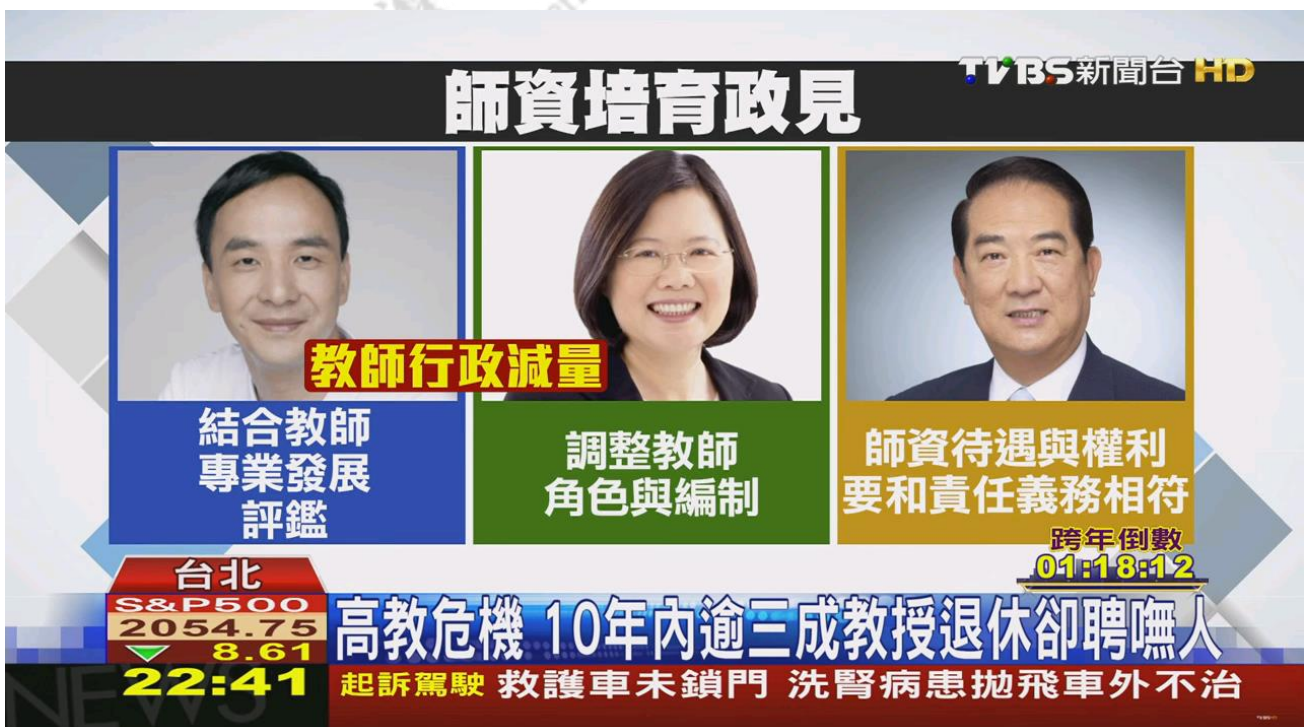 TVBS新聞台 HD
師資培育政見
教師行政減量
結合教師
專業發展
評鑑
調整教師
角色與編制
師資待遇與權利
要和責任義務相符
跨年倒數
01:18:12
台北
S&P500
2054.75
8.61
高教危機 10年內逾三成教授退休卻聘嘸人
22:41
起訴駕駛 救護車未鎖門 洗腎病患拋飛車外不治
NEWS